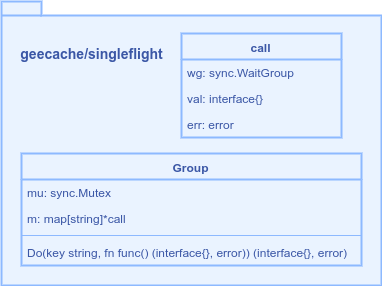 geecache/singleflight
call
wg: sync.WaitGroup
val: interface{}
err: error
Group
mu: sync.Mutex
m: map[string]*call
Do(key string, fn func() (interface{}, error)) (interface{}, error)